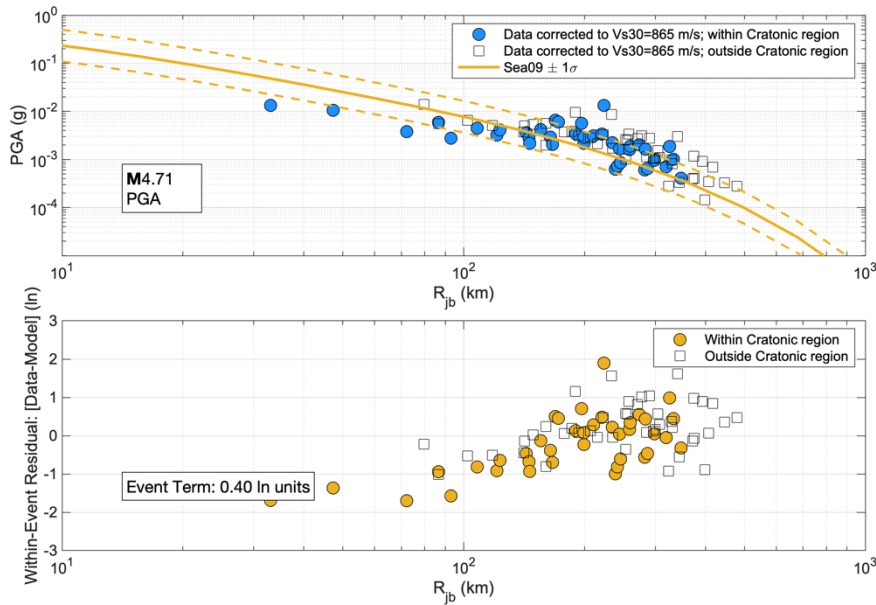 10^0
10^-1
10^-2
10^-3
10^-4
PGA (g)
Data corrected to Vs30=865 m/s; within Cratonic region
Data corrected to Vs30=865 m/s; outside Cratonic region
Sea09 ± 1σ
M4.71
PGA
10^1
10^2
10^3
R_jb (km)
Within-Event Residual: [Data-Model] (ln)
3
2
1
0
-1
-2
-3
Within Cratonic region
Outside Cratonic region
Event Term: 0.40 ln units
10^1
10^2
10^3
R_jb (km)